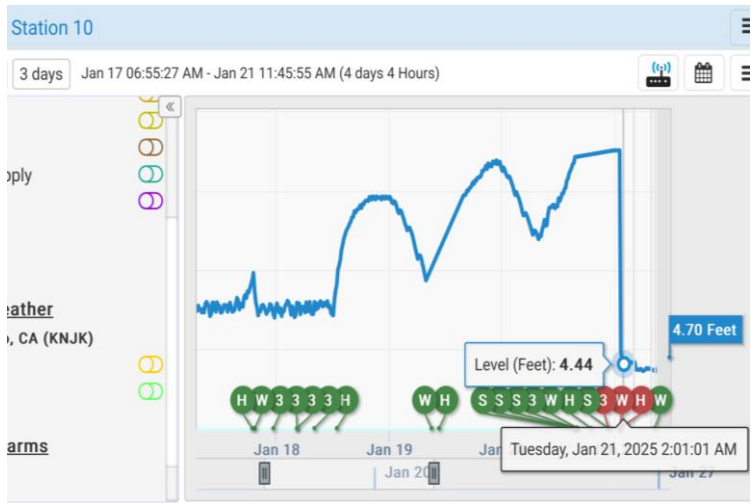 Station 10
3 days Jan 17 06:55:27 AM - Jan 21 11:45:55 AM (4 days 4 Hours)
«
pply
eather
, CA (KNJK)
arms
4.70 Feet
Level (Feet): 4.44
H W 3 3 3 3 H W H S S S 3 W H S 3 W H W
Jan 18 Jan 19 Jan
Tuesday, Jan 21, 2025 2:01:01 AM
Jan 20 Jan 27